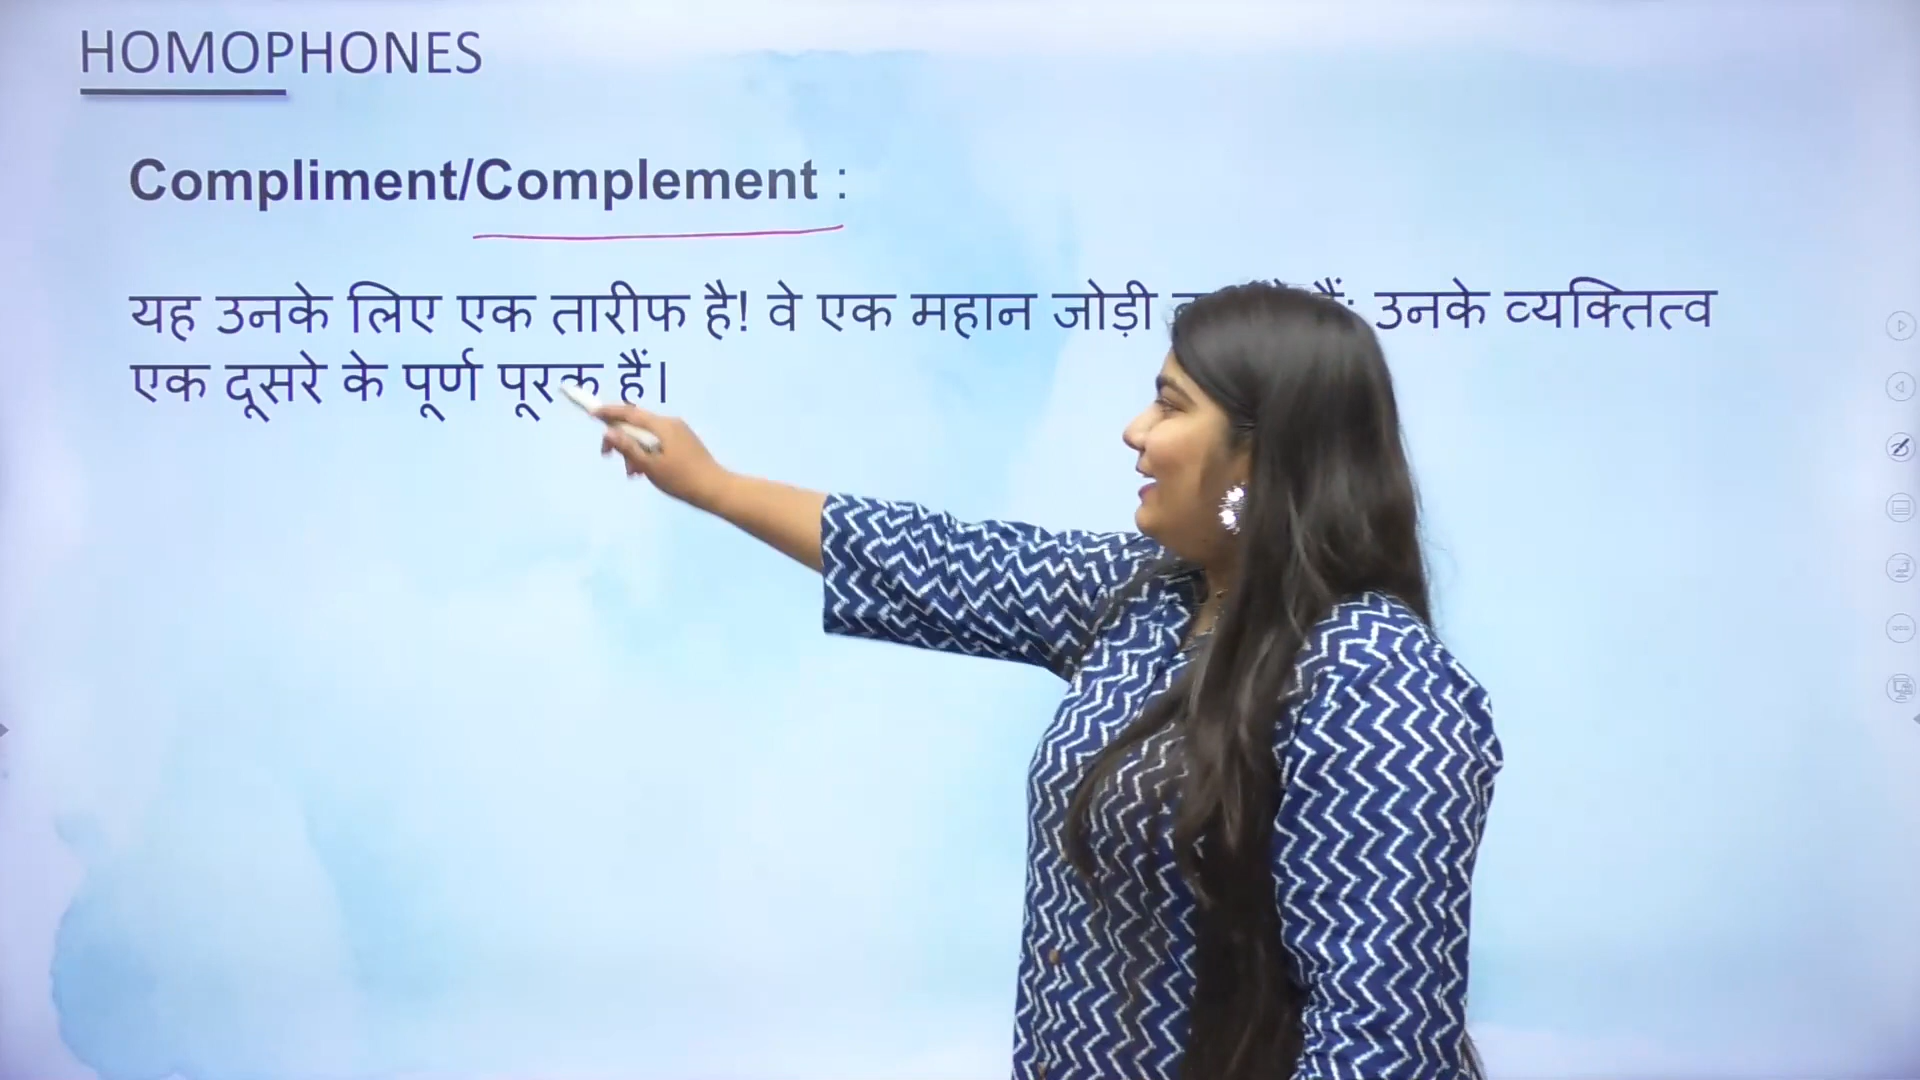 HOMOPHONES
Compliment/Complement :
यह उनके लिए एक तारीफ है! वे एक महान जोड़ी उनके व्यक्तित्व
एक दूसरे के पूर्ण पूरक हैं।